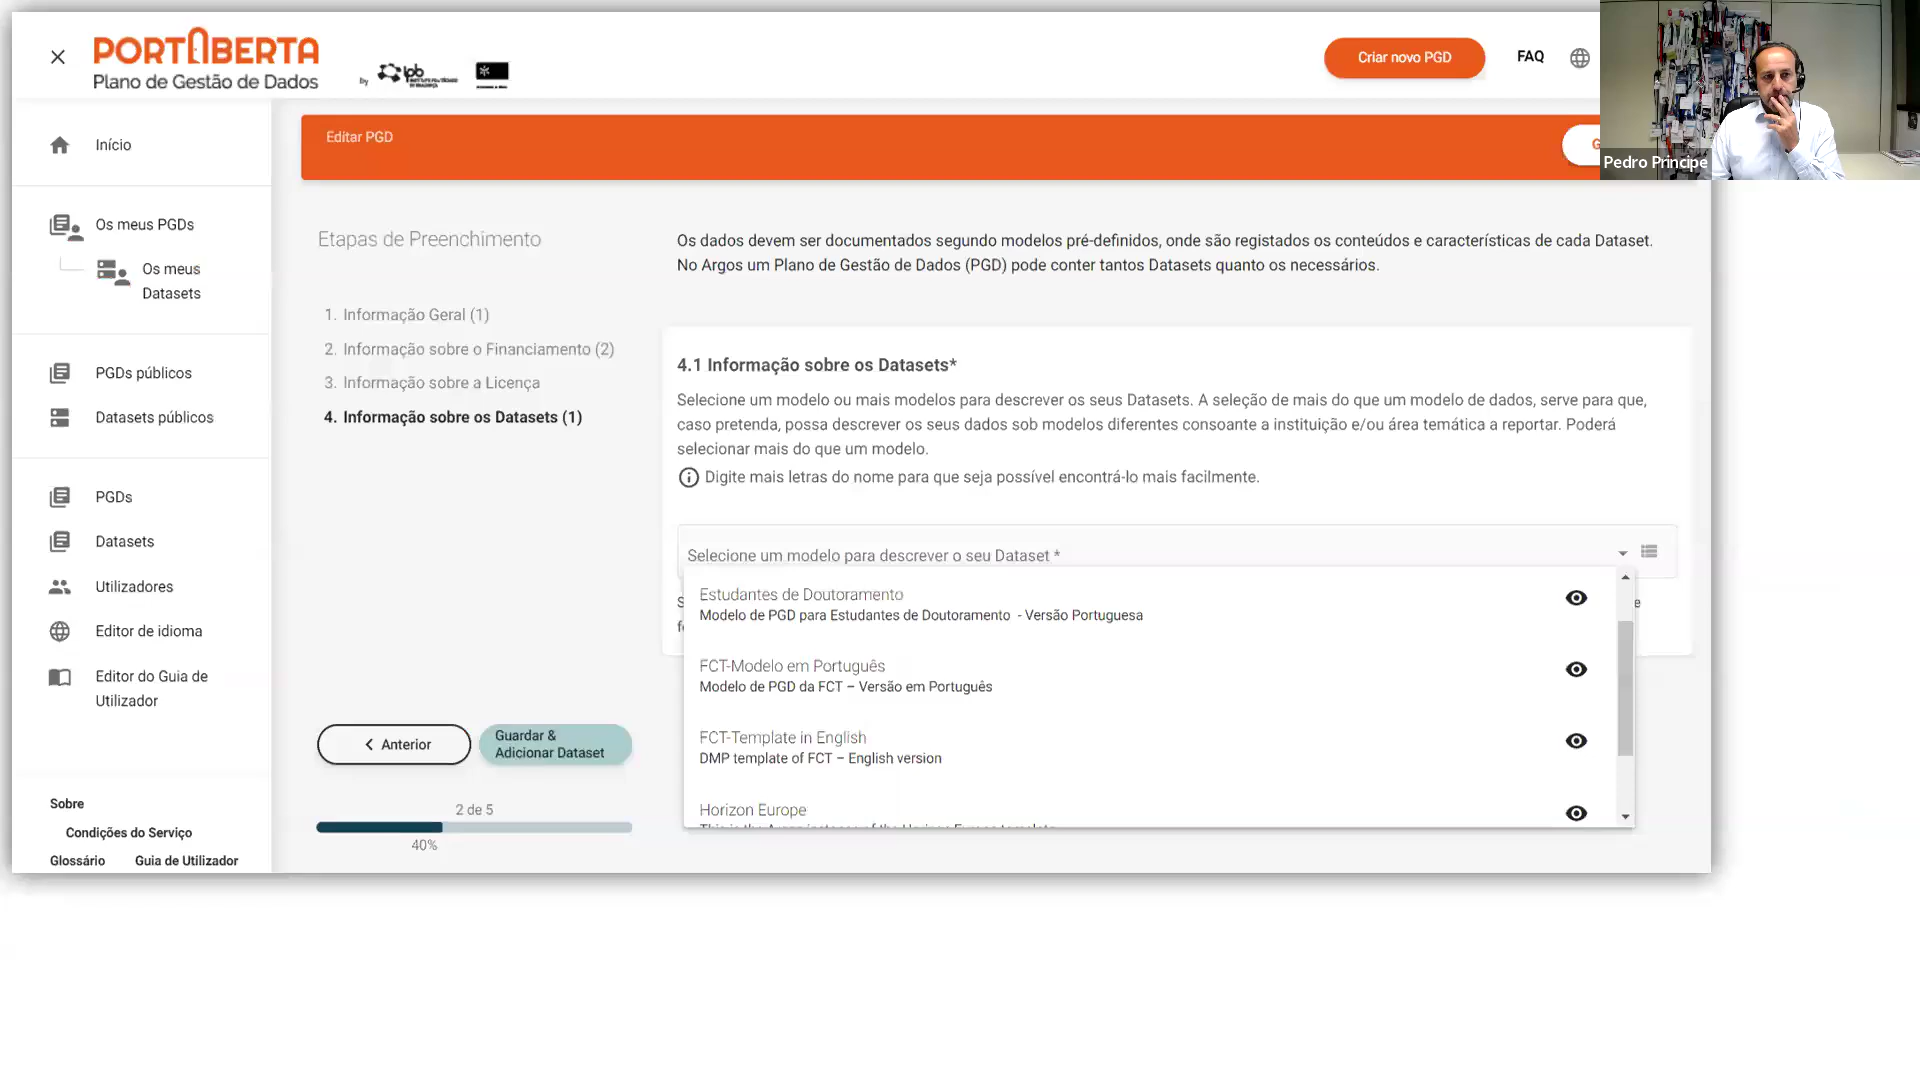 PORTABERTA
Plano de Gestão de Dados
by
ipb
Criar novo PGD
FAQ
Pedro Principe
Início
Os meus PGDs
Os meus
Datasets
PGDs públicos
Datasets públicos
PGDs
Datasets
Utilizadores
Editor de idioma
Editor do Guia de
Utilizador
Sobre
Condições do Serviço
Glossário Guia de Utilizador
Editar PGD
G
Etapas de Preenchimento
1. Informação Geral (1)
2. Informação sobre o Financiamento (2)
3. Informação sobre a Licença
4. Informação sobre os Datasets (1)
Anterior
Guardar &
Adicionar Dataset
2 de 5
40%
Os dados devem ser documentados segundo modelos pré-definidos, onde são registados os conteúdos e características de cada Dataset.
No Argos um Plano de Gestão de Dados (PGD) pode conter tantos Datasets quanto os necessários.
4.1 Informação sobre os Datasets*
Selecione um modelo ou mais modelos para descrever os seus Datasets. A seleção de mais do que um modelo de dados, serve para que,
caso pretenda, possa descrever os seus dados sob modelos diferentes consoante a instituição e/ou área temática a reportar. Poderá
selecionar mais do que um modelo.
Digite mais letras do nome para que seja possível encontrá-lo mais facilmente.
Selecione um modelo para descrever o seu Dataset *
Estudantes de Doutoramento
Modelo de PGD para Estudantes de Doutoramento - Versão Portuguesa
FCT-Modelo em Português
Modelo de PGD da FCT – Versão em Português
FCT-Template in English
DMP template of FCT – English version
Horizon Europe
This is the Argos instance of the Horizon Europe template